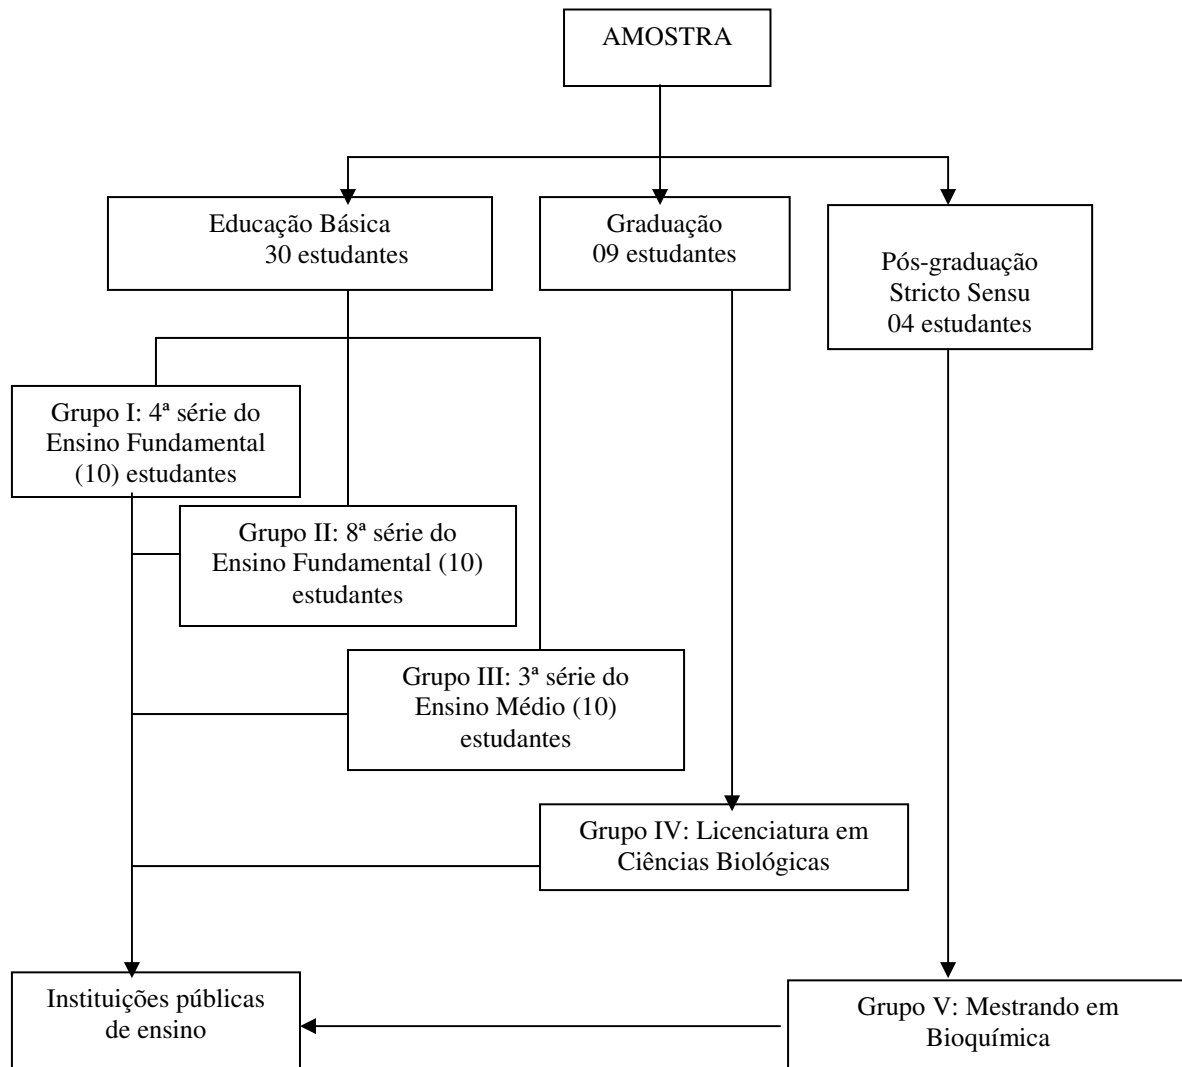 AMOSTRA
Educação Básica
30 estudantes
Graduação
09 estudantes
Pós-graduação
Stricto Sensu
04 estudantes
Grupo I: 4ª série do
Ensino Fundamental
(10) estudantes
Grupo II: 8ª série do
Ensino Fundamental (10)
estudantes
Grupo III: 3ª série do
Ensino Médio (10)
estudantes
Grupo IV: Licenciatura em
Ciências Biológicas
Instituições públicas
de ensino
Grupo V: Mestrando em
Bioquímica